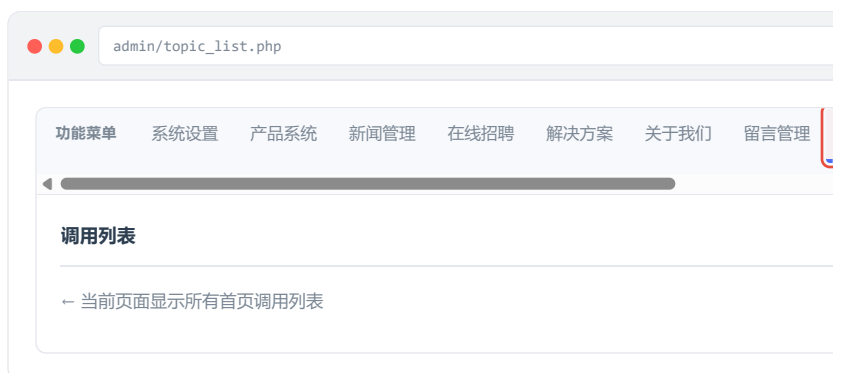 admin/topic_list.php
功能菜单 系统设置 产品系统 新闻管理 在线招聘 解决方案 关于我们 留言管理
调用列表
← 当前页面显示所有首页调用列表